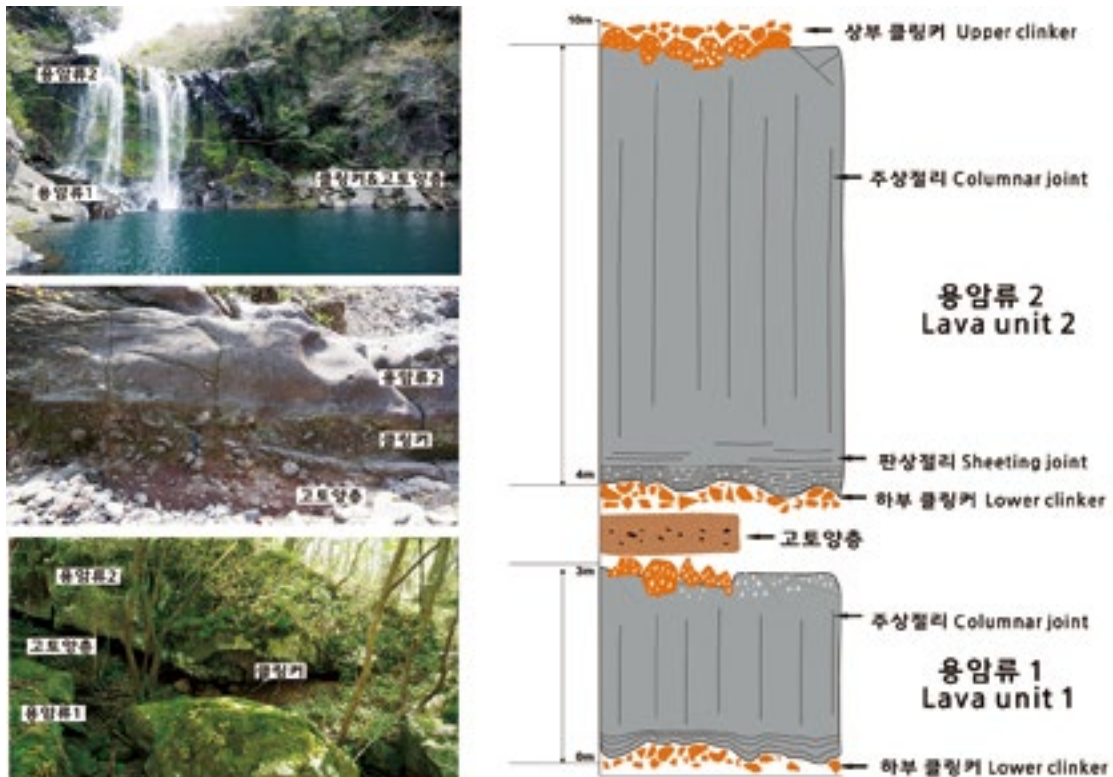 용암류2
용암류1
클링커&고토양층
용암류2
클링커
고토양층
용암류2
고토양층
클링커
용암류1
10m
상부 클링커 Upper clinker
주상절리 Columnar joint
용암류 2
Lava unit 2
판상절리 Sheeting joint
4m
하부 클링커 Lower clinker
고토양층
3m
주상절리 Columnar joint
용암류 1
Lava unit 1
0m
하부 클링커 Lower clinker